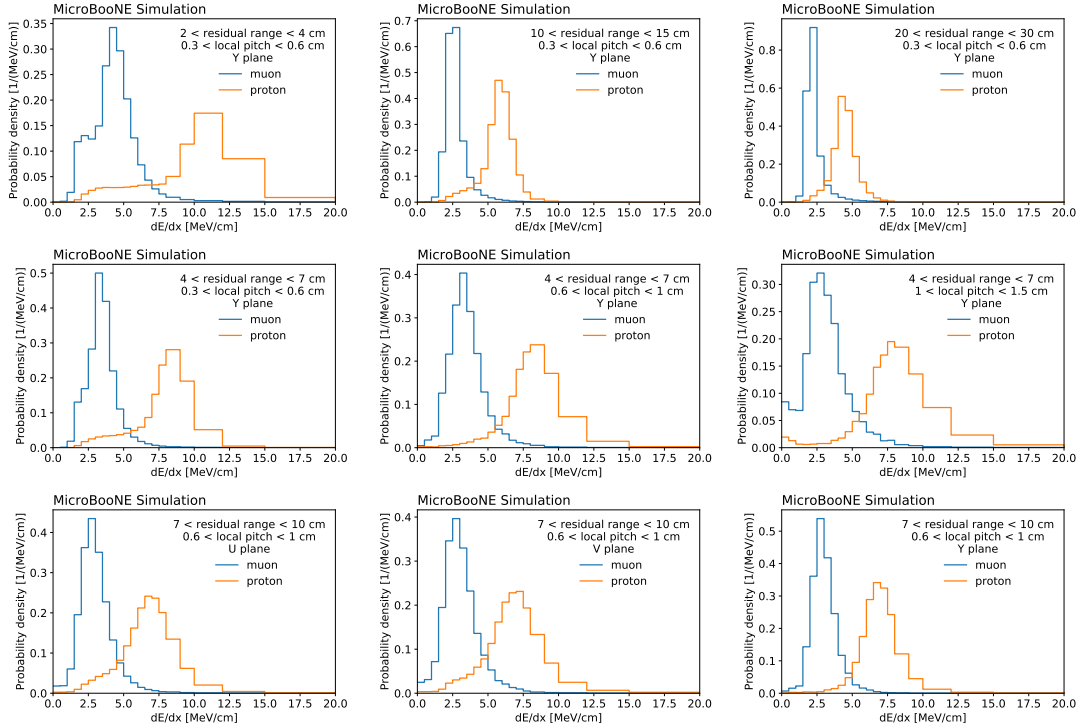 MicroBooNE Simulation
Probability density [1/(MeV/cm)]
0.35
0.30
0.25
0.20
0.15
0.10
0.05
0.00
2 < residual range < 4 cm
0.3 < local pitch < 0.6 cm
Y plane
muon
proton
0.0 2.5 5.0 7.5 10.0 12.5 15.0 17.5 20.0
dE/dx [MeV/cm]
MicroBooNE Simulation
Probability density [1/(MeV/cm)]
0.7
0.6
0.5
0.4
0.3
0.2
0.1
0.0
10 < residual range < 15 cm
0.3 < local pitch < 0.6 cm
Y plane
muon
proton
0.0 2.5 5.0 7.5 10.0 12.5 15.0 17.5 20.0
dE/dx [MeV/cm]
MicroBooNE Simulation
Probability density [1/(MeV/cm)]
0.8
0.6
0.4
0.2
0.0
20 < residual range < 30 cm
0.3 < local pitch < 0.6 cm
Y plane
muon
proton
0.0 2.5 5.0 7.5 10.0 12.5 15.0 17.5 20.0
dE/dx [MeV/cm]
MicroBooNE Simulation
Probability density [1/(MeV/cm)]
0.5
0.4
0.3
0.2
0.1
0.0
4 < residual range < 7 cm
0.3 < local pitch < 0.6 cm
Y plane
muon
proton
0.0 2.5 5.0 7.5 10.0 12.5 15.0 17.5 20.0
dE/dx [MeV/cm]
MicroBooNE Simulation
Probability density [1/(MeV/cm)]
0.4
0.3
0.2
0.1
0.0
4 < residual range < 7 cm
0.6 < local pitch < 1 cm
Y plane
muon
proton
0.0 2.5 5.0 7.5 10.0 12.5 15.0 17.5 20.0
dE/dx [MeV/cm]
MicroBooNE Simulation
Probability density [1/(MeV/cm)]
0.30
0.25
0.20
0.15
0.10
0.05
0.00
4 < residual range < 7 cm
1 < local pitch < 1.5 cm
Y plane
muon
proton
0.0 2.5 5.0 7.5 10.0 12.5 15.0 17.5 20.0
dE/dx [MeV/cm]
MicroBooNE Simulation
Probability density [1/(MeV/cm)]
0.4
0.3
0.2
0.1
0.0
7 < residual range < 10 cm
0.6 < local pitch < 1 cm
U plane
muon
proton
0.0 2.5 5.0 7.5 10.0 12.5 15.0 17.5 20.0
dE/dx [MeV/cm]
MicroBooNE Simulation
Probability density [1/(MeV/cm)]
0.4
0.3
0.2
0.1
0.0
7 < residual range < 10 cm
0.6 < local pitch < 1 cm
V plane
muon
proton
0.0 2.5 5.0 7.5 10.0 12.5 15.0 17.5 20.0
dE/dx [MeV/cm]
MicroBooNE Simulation
Probability density [1/(MeV/cm)]
0.5
0.4
0.3
0.2
0.1
0.0
7 < residual range < 10 cm
0.6 < local pitch < 1 cm
Y plane
muon
proton
0.0 2.5 5.0 7.5 10.0 12.5 15.0 17.5 20.0
dE/dx [MeV/cm]